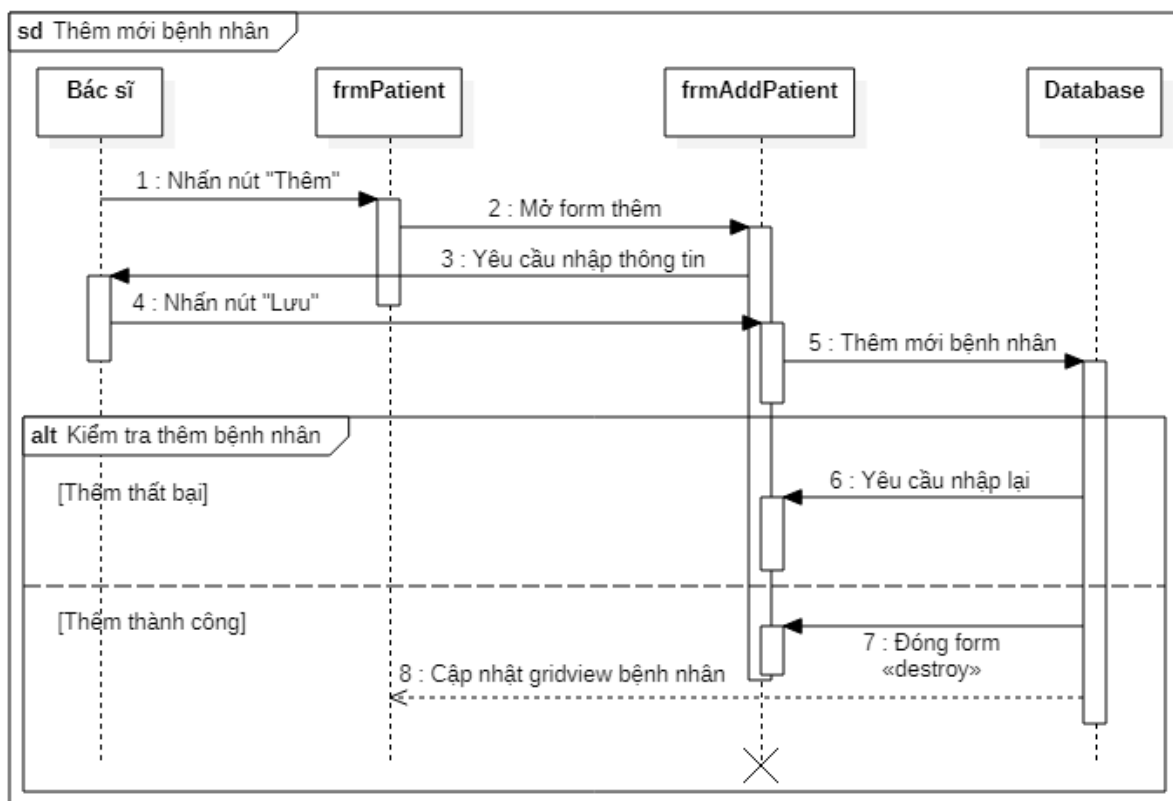 sd Thêm mới bệnh nhân
Bác sĩ
frmPatient
frmAddPatient
Database
1 : Nhấn nút "Thêm"
2 : Mở form thêm
3 : Yêu cầu nhập thông tin
4 : Nhấn nút "Lưu"
5 : Thêm mới bệnh nhân
alt Kiểm tra thêm bệnh nhân
[Thêm thất bại]
6 : Yêu cầu nhập lại
[Thêm thành công]
7 : Đóng form
«destroy»
8 : Cập nhật gridview bệnh nhân